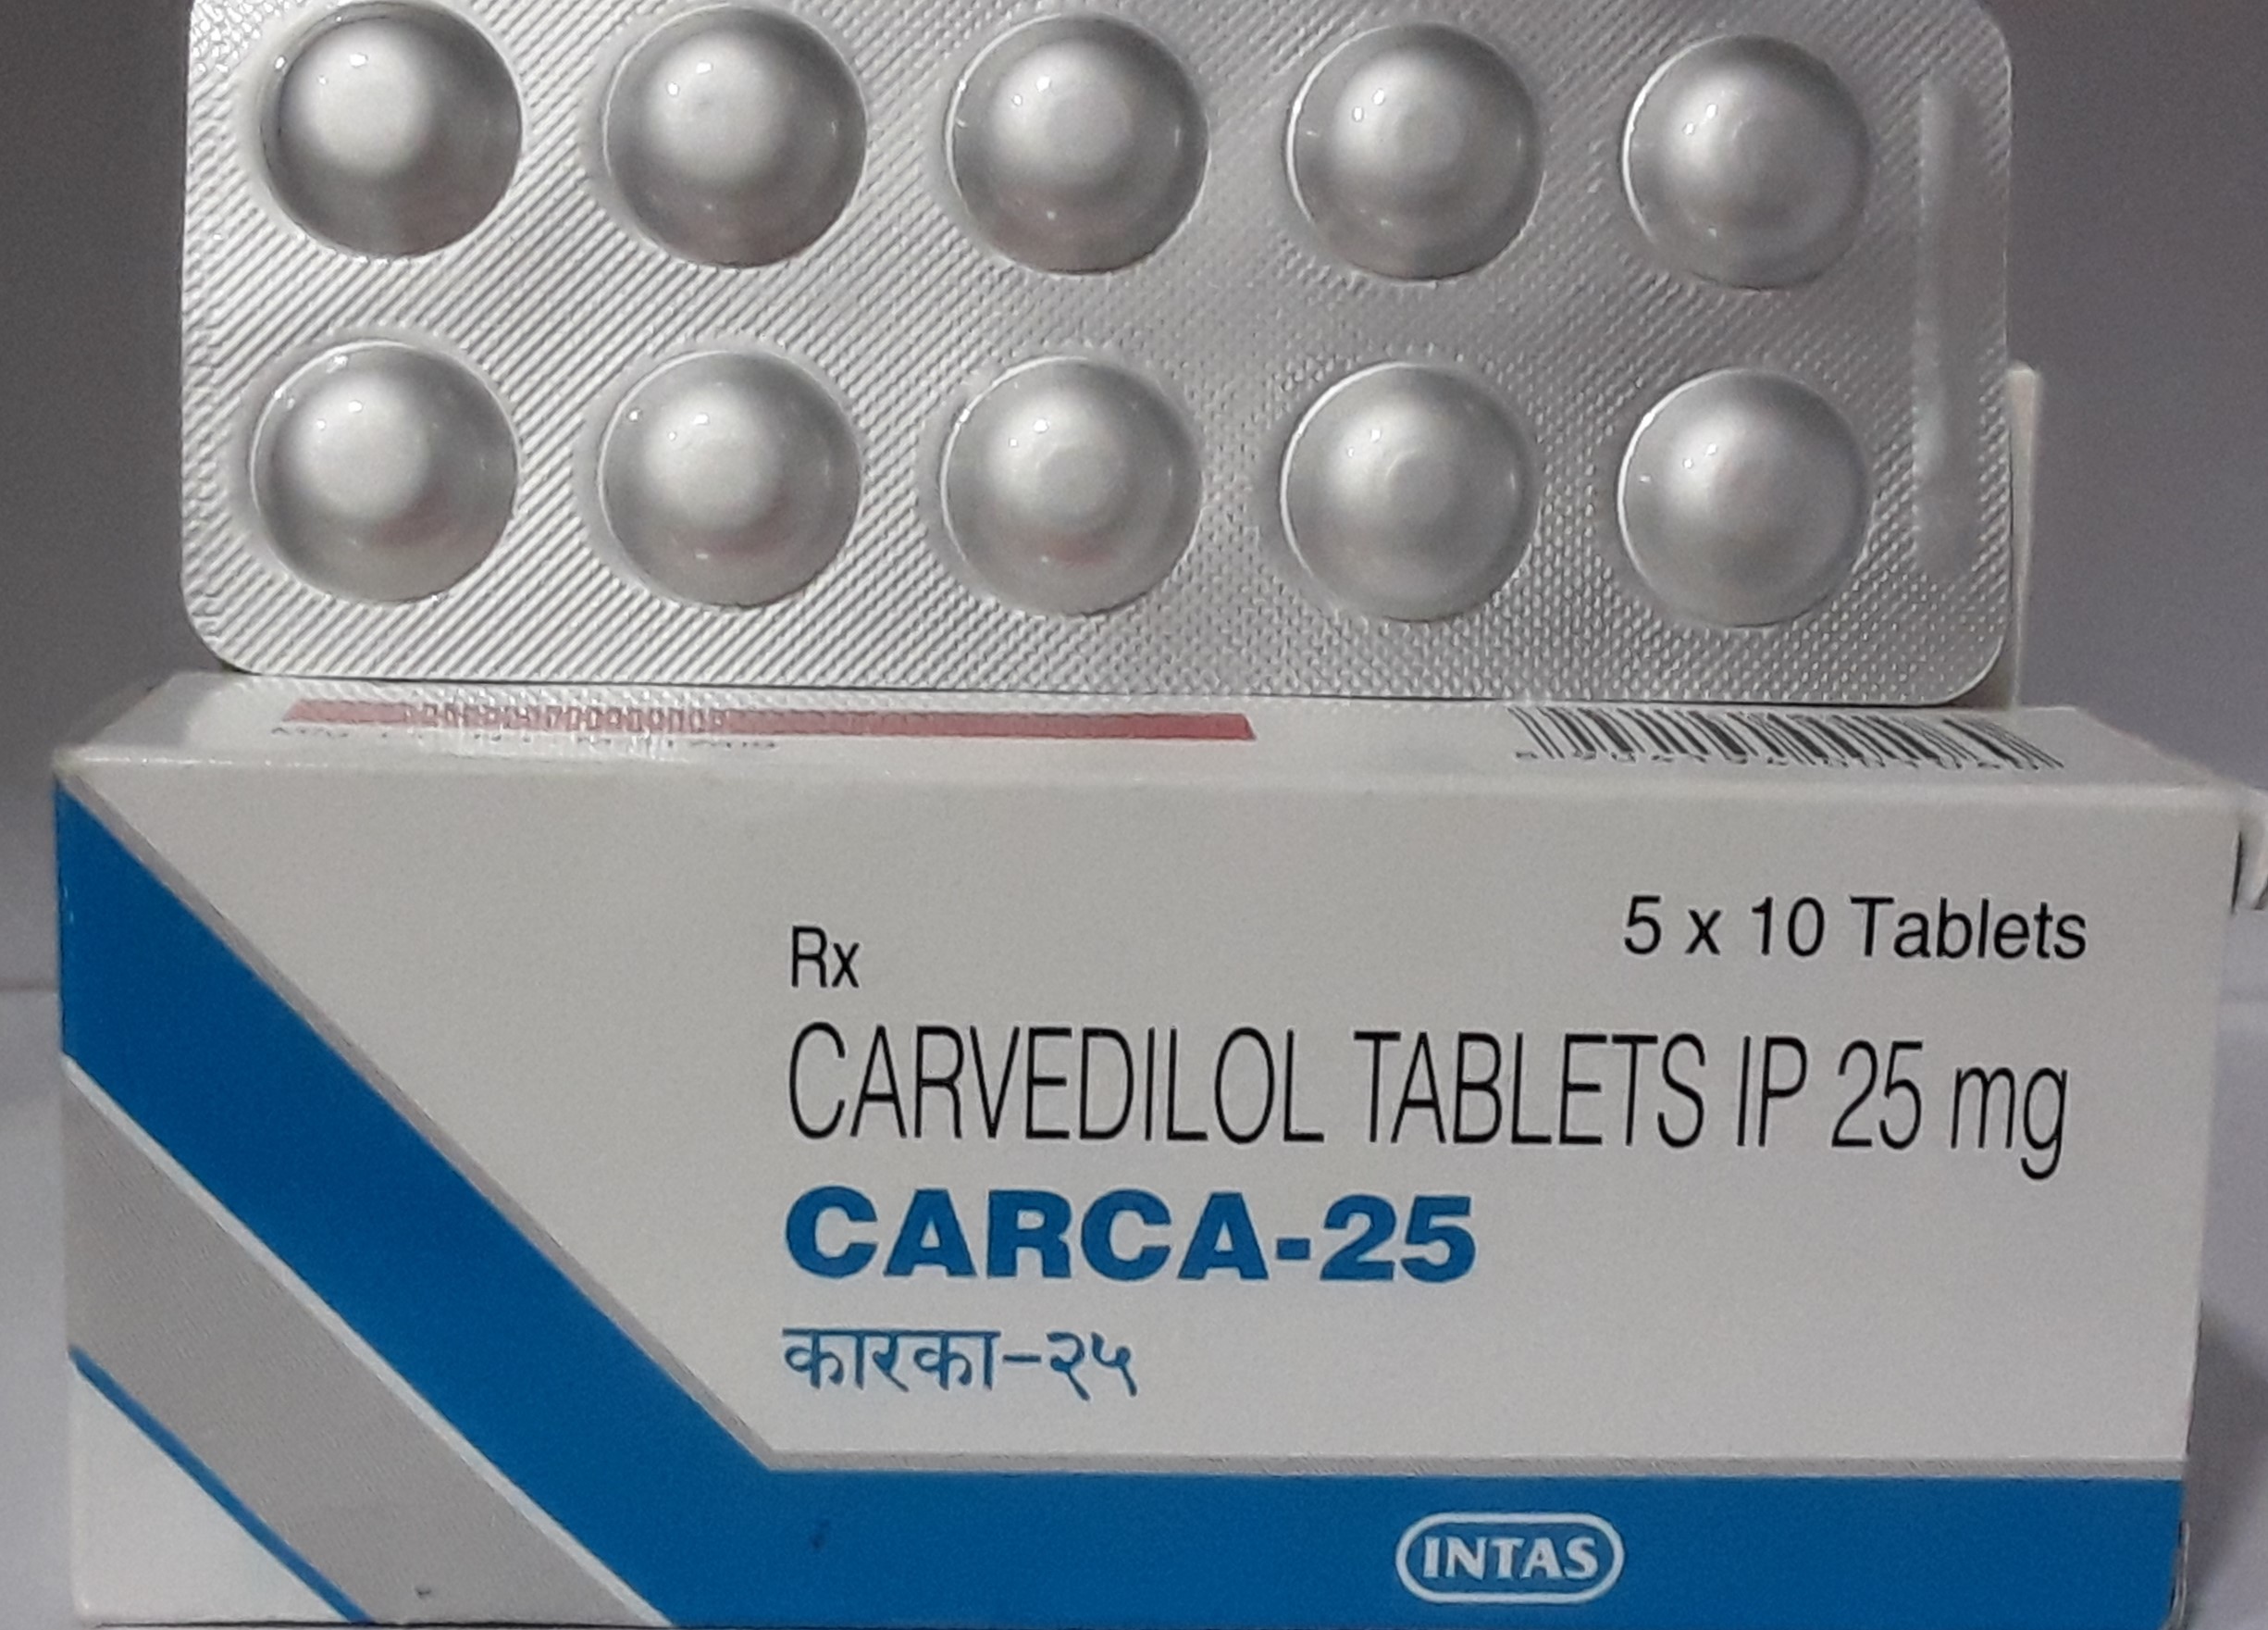 5 x 10 Tablets
Rx
CARVEDILOL TABLETS IP 25 mg
CARCA-25
कारका-२५
INTAS